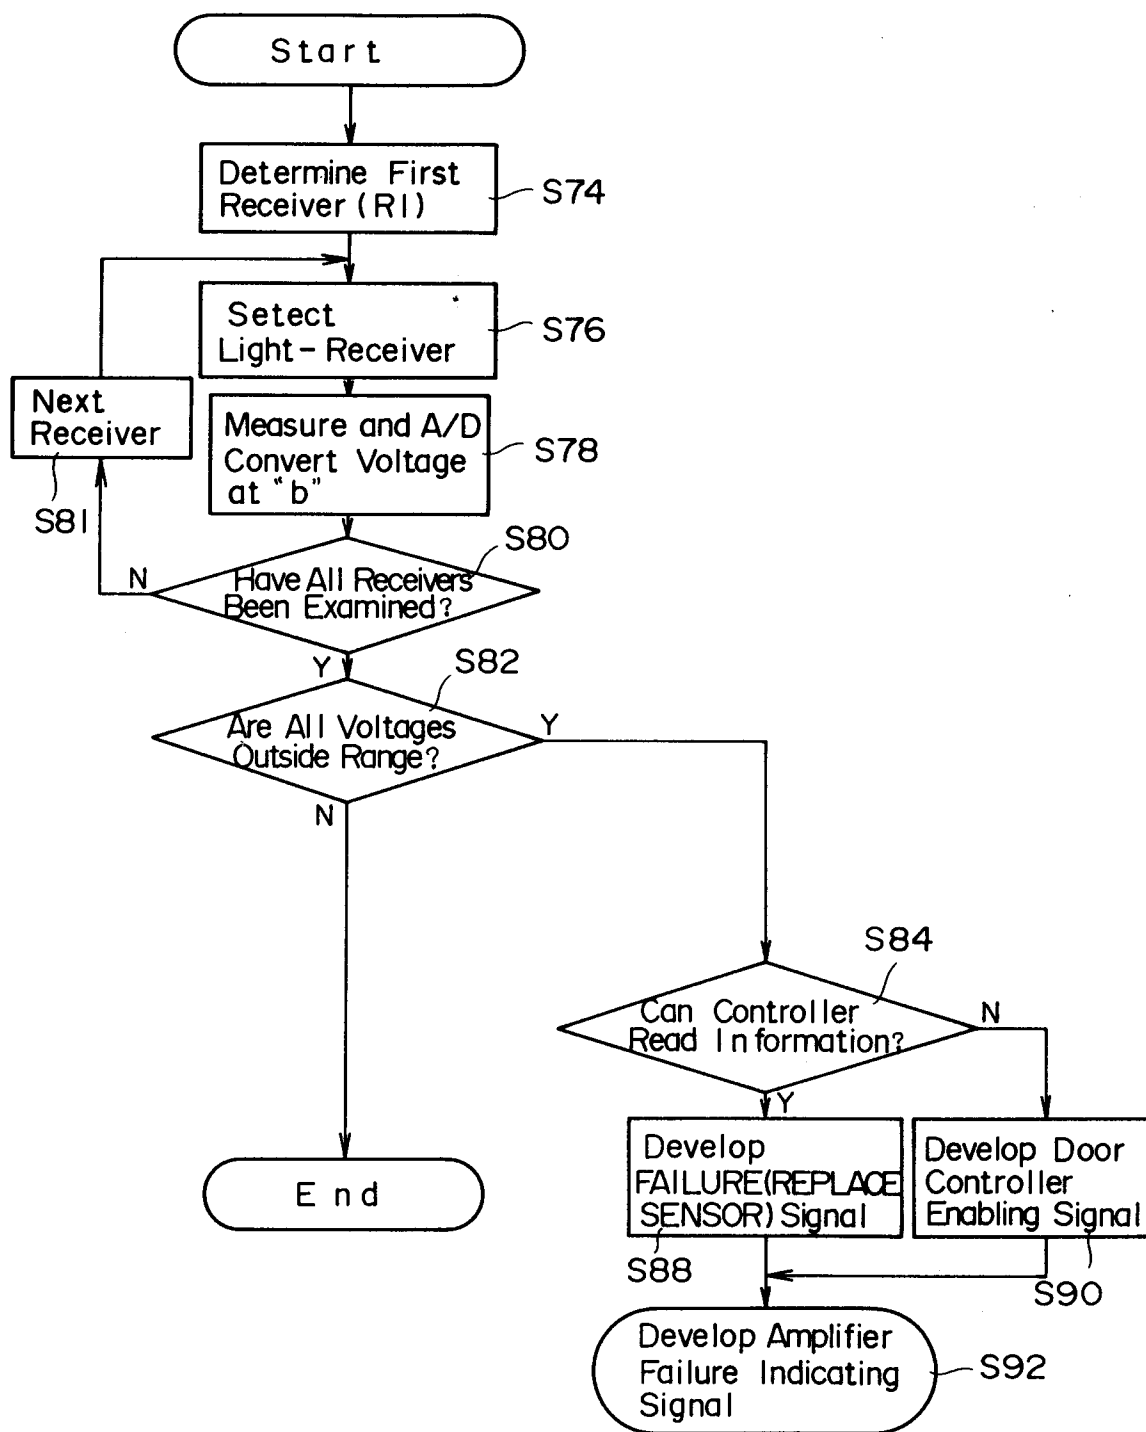 Start
Determine First
Receiver (R1)
S74
Setect
Light-Receiver
S76
Next
Receiver
S81
Measure and A/D
Convert Voltage
at "b"
S78
S80
N
Have All Receivers
Been Examined?
Y
S82
Are All Voltages
Outside Range?
Y
N
S84
Can Controller
Read Information?
N
Y
Develop
FAILURE(REPLACE
SENSOR) Signal
S88
Develop Door
Controller
Enabling Signal
S90
End
Develop Amplifier
Failure Indicating
Signal
S92